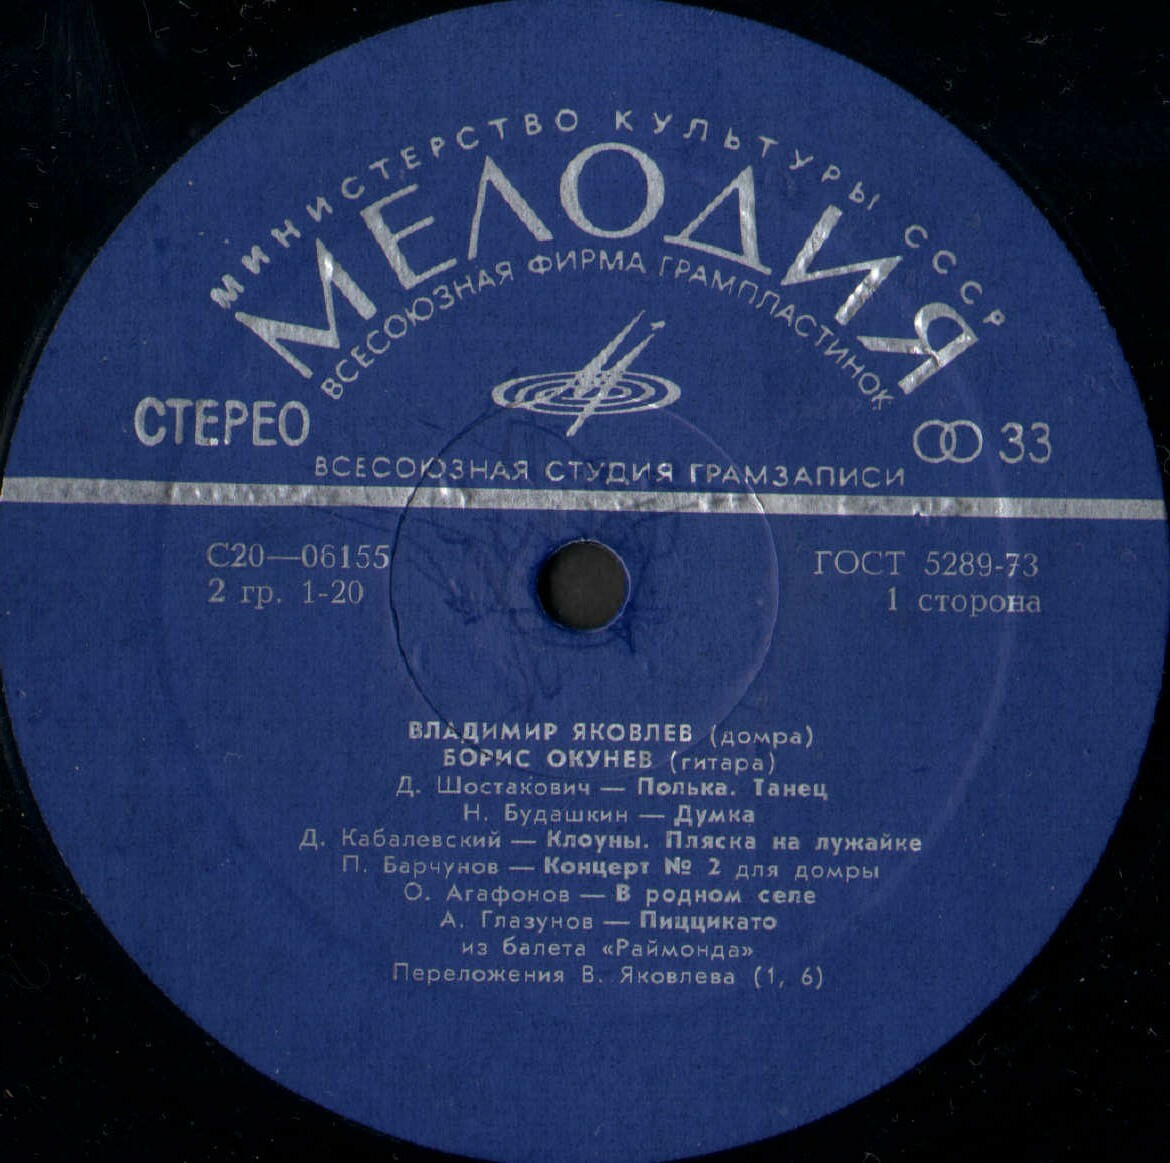 МИНИСТЕРСТВО КУЛЬТУРЫ СССР
МЕЛОДИЯ
ВСЕСОЮЗНАЯ ФИРМА ГРАМПЛАСТИНОК
СТЕРЕО
33
ВСЕСОЮЗНАЯ СТУДИЯ ГРАМЗАПИСИ
С20—06155
ГОСТ 5289-73
2 гр. 1-20
1 сторона
ВЛАДИМИР ЯКОВЛЕВ (домра)
БОРИС ОКУНЕВ (гитара)
Д. Шостакович — Полька. Танец
Н. Будашкин — Думка
Д. Кабалевский — Клоуны. Пляска на лужайке
П. Барчунов — Концерт № 2 для домры
О. Агафонов — В родном селе
А. Глазунов — Пиццикато
из балета «Раймонда»
Переложения В. Яковлева (1, 6)